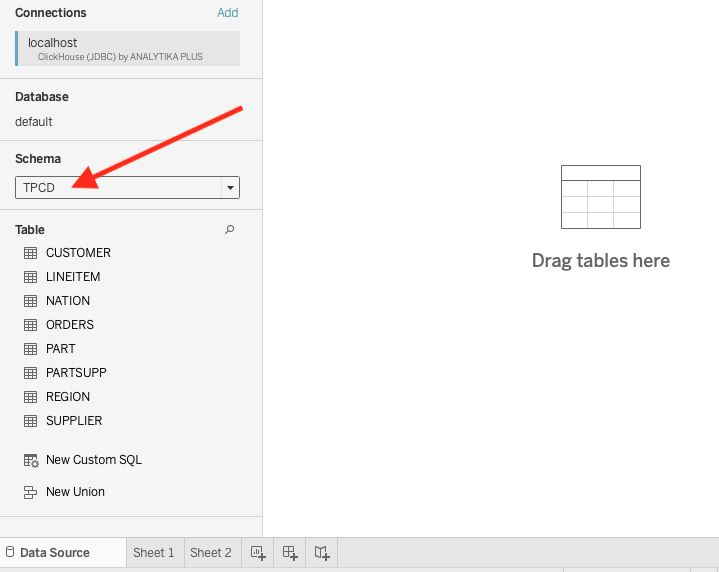 Connections Add
localhost
ClickHouse (JDBC) by ANALYTIKA PLUS
Database
default
Schema
TPCD
Table
CUSTOMER
LINEITEM
NATION
ORDERS
PART
PARTSUPP
REGION
SUPPLIER
New Custom SQL
New Union
Drag tables here
Data Source Sheet 1 Sheet 2